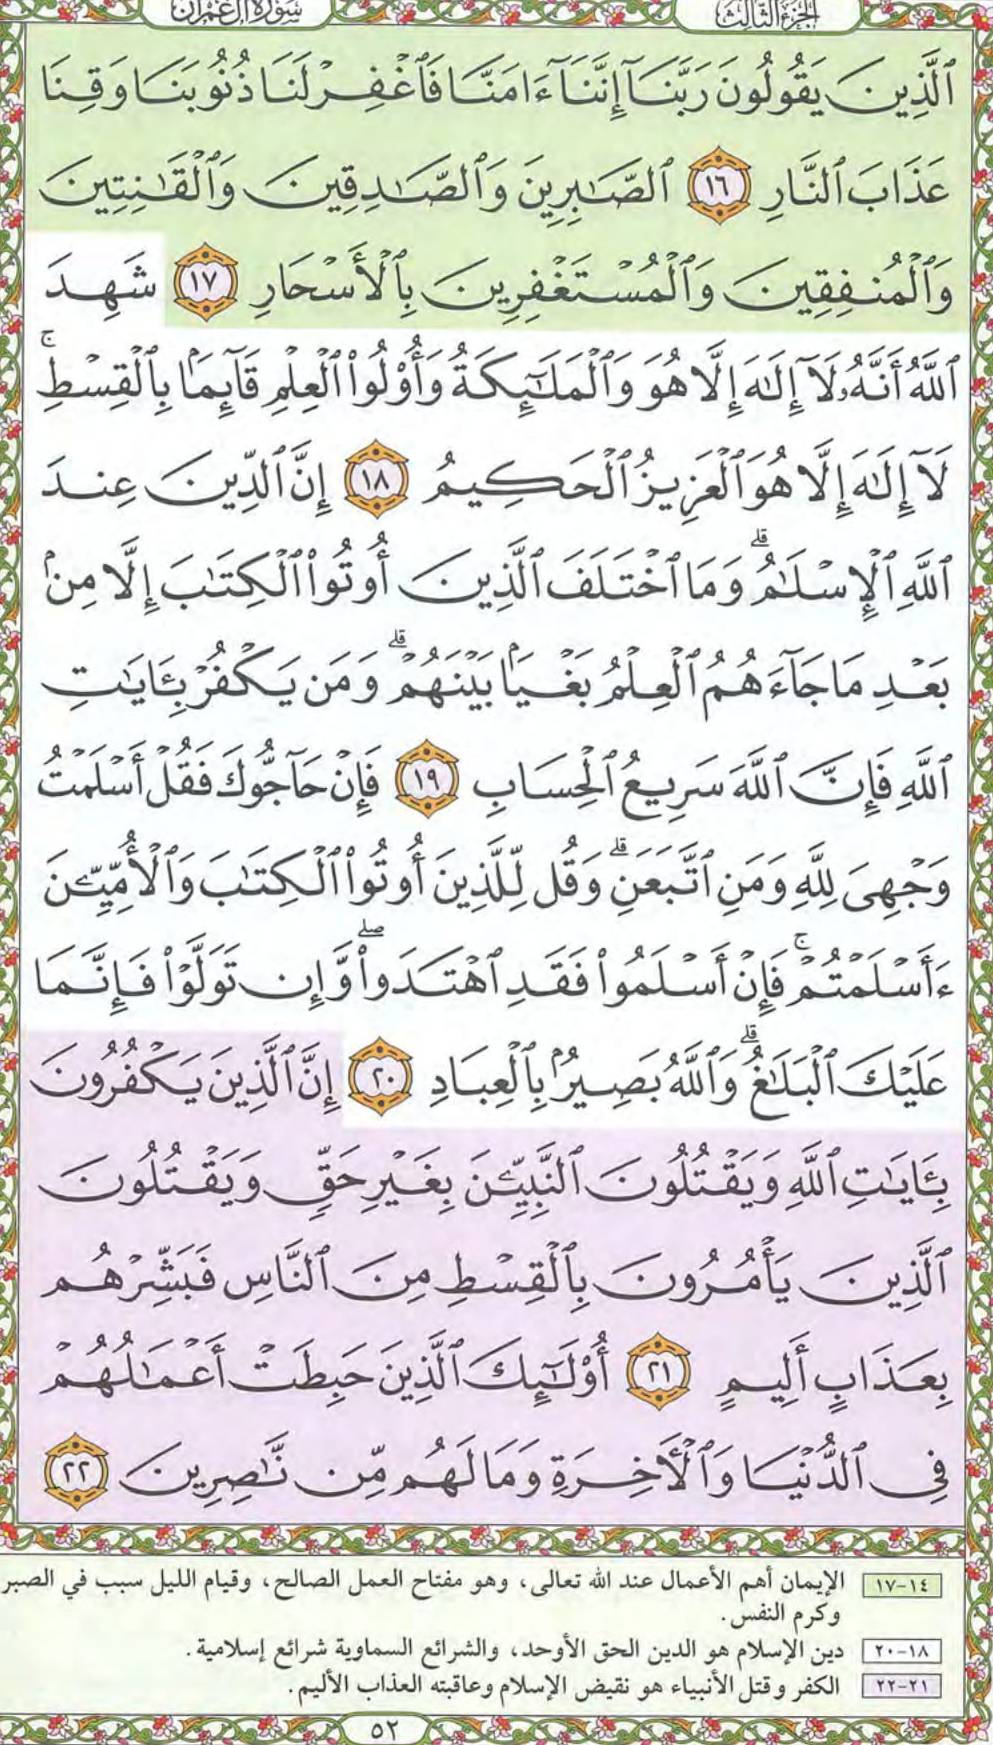 الجزء الثالث
سورة آل عمران
ٱلَّذِينَ يَقُولُونَ رَبَّنَآ إِنَّنَآ ءَامَنَّا فَٱغْفِرْ لَنَا ذُنُوبَنَا وَقِنَا
عَذَابَ ٱلنَّارِ ١٦ ٱلصَّٰبِرِينَ وَٱلصَّٰدِقِينَ وَٱلْقَٰنِتِينَ
وَٱلْمُنفِقِينَ وَٱلْمُسْتَغْفِرِينَ بِٱلْأَسْحَارِ ١٧ شَهِدَ
ٱللَّهُ أَنَّهُۥ لَآ إِلَٰهَ إِلَّا هُوَ وَٱلْمَلَٰٓئِكَةُ وَأُو۟لُوا۟ ٱلْعِلْمِ قَآئِمًۢا بِٱلْقِسْطِ ۚ
لَآ إِلَٰهَ إِلَّا هُوَ ٱلْعَزِيزُ ٱلْحَكِيمُ ١٨ إِنَّ ٱلدِّينَ عِندَ
ٱللَّهِ ٱلْإِسْلَٰمُ ۗ وَمَا ٱخْتَلَفَ ٱلَّذِينَ أُوتُوا۟ ٱلْكِتَٰبَ إِلَّا مِنۢ
بَعْدِ مَا جَآءَهُمُ ٱلْعِلْمُ بَغْيًۢا بَيْنَهُمْ ۗ وَمَن يَكْفُرْ بِـَٔايَٰتِ
ٱللَّهِ فَإِنَّ ٱللَّهَ سَرِيعُ ٱلْحِسَابِ ١٩ فَإِنْ حَآجُّوكَ فَقُلْ أَسْلَمْتُ
وَجْهِىَ لِلَّهِ وَمَنِ ٱتَّبَعَنِ ۗ وَقُل لِّلَّذِينَ أُوتُوا۟ ٱلْكِتَٰبَ وَٱلْأُمِّيِّـۧنَ
ءَأَسْلَمْتُمْ ۚ فَإِنْ أَسْلَمُوا۟ فَقَدِ ٱهْتَدَوا۟ ۖ وَّإِن تَوَلَّوْا۟ فَإِنَّمَا
عَلَيْكَ ٱلْبَلَٰغُ ۗ وَٱللَّهُ بَصِيرٌۢ بِٱلْعِبَادِ ٢٠ إِنَّ ٱلَّذِينَ يَكْفُرُونَ
بِـَٔايَٰتِ ٱللَّهِ وَيَقْتُلُونَ ٱلنَّبِيِّـۧنَ بِغَيْرِ حَقٍّ وَيَقْتُلُونَ
ٱلَّذِينَ يَأْمُرُونَ بِٱلْقِسْطِ مِنَ ٱلنَّاسِ فَبَشِّرْهُم
بِعَذَابٍ أَلِيمٍ ٢١ أُو۟لَٰٓئِكَ ٱلَّذِينَ حَبِطَتْ أَعْمَٰلُهُمْ
فِى ٱلدُّنْيَا وَٱلْءَاخِرَةِ وَمَا لَهُم مِّن نَّٰصِرِينَ ٢٢
١٤-١٧ الإيمان أهم الأعمال عند الله تعالى، وهو مفتاح العمل الصالح، وقيام الليل سبب في الصبر
وكرم النفس.
١٨-٢٠ دين الإسلام هو الدين الحق الأوحد، والشرائع السماوية شرائع إسلامية.
٢١-٢٢ الكفر وقتل الأنبياء هو نقيض الإسلام وعاقبته العذاب الأليم.
٥٢